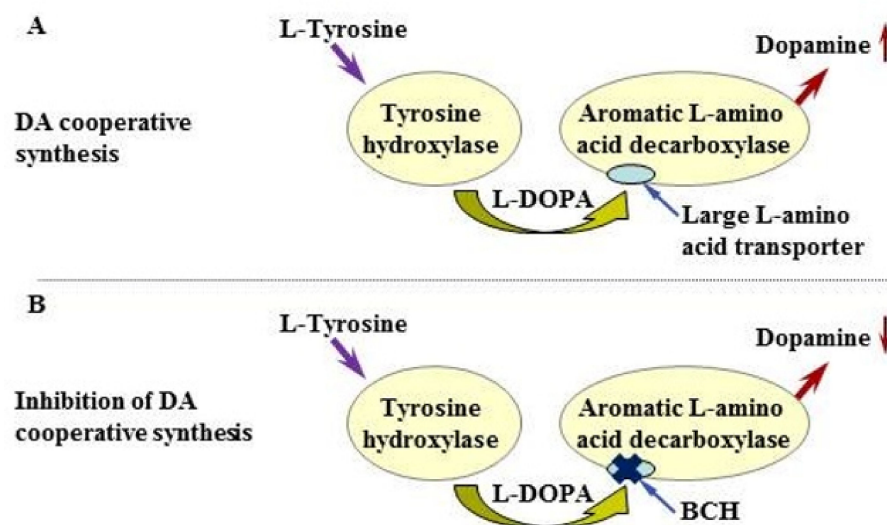 A
L-Tyrosine
Dopamine
DA cooperative
synthesis
Tyrosine
hydroxylase
Aromatic L-amino
acid decarboxylase
L-DOPA
Large L-amino
acid transporter
B
L-Tyrosine
Dopamine
Inhibition of DA
cooperative synthesis
Tyrosine
hydroxylase
Aromatic L-amino
acid decarboxylase
L-DOPA
BCH